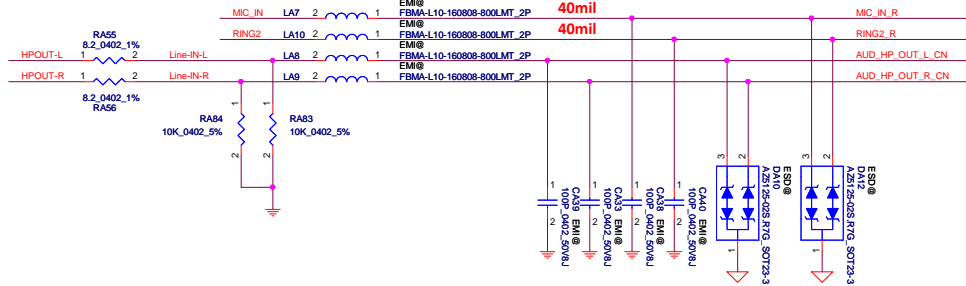 EMI@
MIC_IN LA7 2 1 FBMA-L10-160808-800LMT_2P 40mil MIC_IN_R
EMI@
RING2 LA10 2 1 FBMA-L10-160808-800LMT_2P 40mil RING2_R
RA55
8.2_0402_1%
EMI@
HPOUT-L 1 2 Line-IN-L LA8 2 1 FBMA-L10-160808-800LMT_2P AUD_HP_OUT_L_CN
EMI@
HPOUT-R 1 2 Line-IN-R LA9 2 1 FBMA-L10-160808-800LMT_2P AUD_HP_OUT_R_CN
8.2_0402_1%
RA56
1 1
RA84
10K_0402_5%
RA83
10K_0402_5%
2 2
3 2 3 2
1 1 1 1
2 2 2 2
CA39 EMI@
100P_0402_50V8J
CA33 EMI@
100P_0402_50V8J
CA38 EMI@
100P_0402_50V8J
CA40 EMI@
100P_0402_50V8J
ESD@
DA10
AZ5125-02S.R7G_SOT23-3
ESD@
DA12
AZ5125-02S.R7G_SOT23-3
1 1